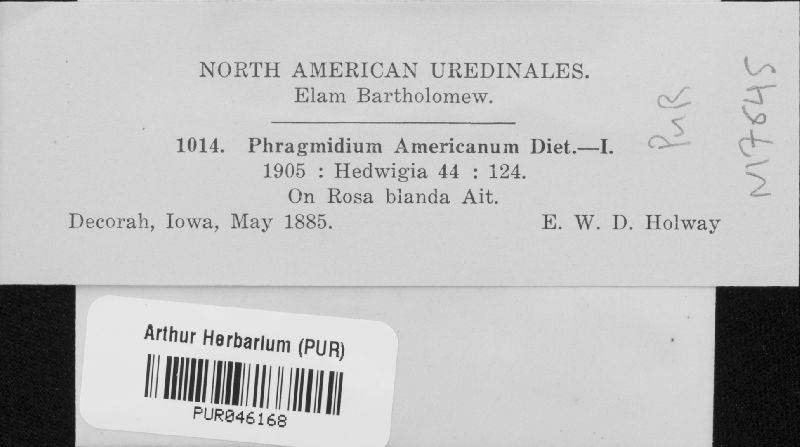 NORTH AMERICAN UREDINALES.
Elam Bartholomew.
1014. Phragmidium Americanum Diet.—I.
1905 : Hedwigia 44 : 124.
On Rosa blanda Ait.
Decorah, Iowa, May 1885. E. W. D. Holway
PUR
N17645
Arthur Herbarium (PUR)
PUR046168